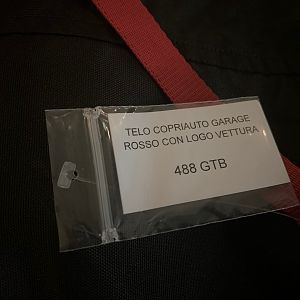 TELO COPRIAUTO GARAGE
ROSSO CON LOGO VETTURA
488 GTB